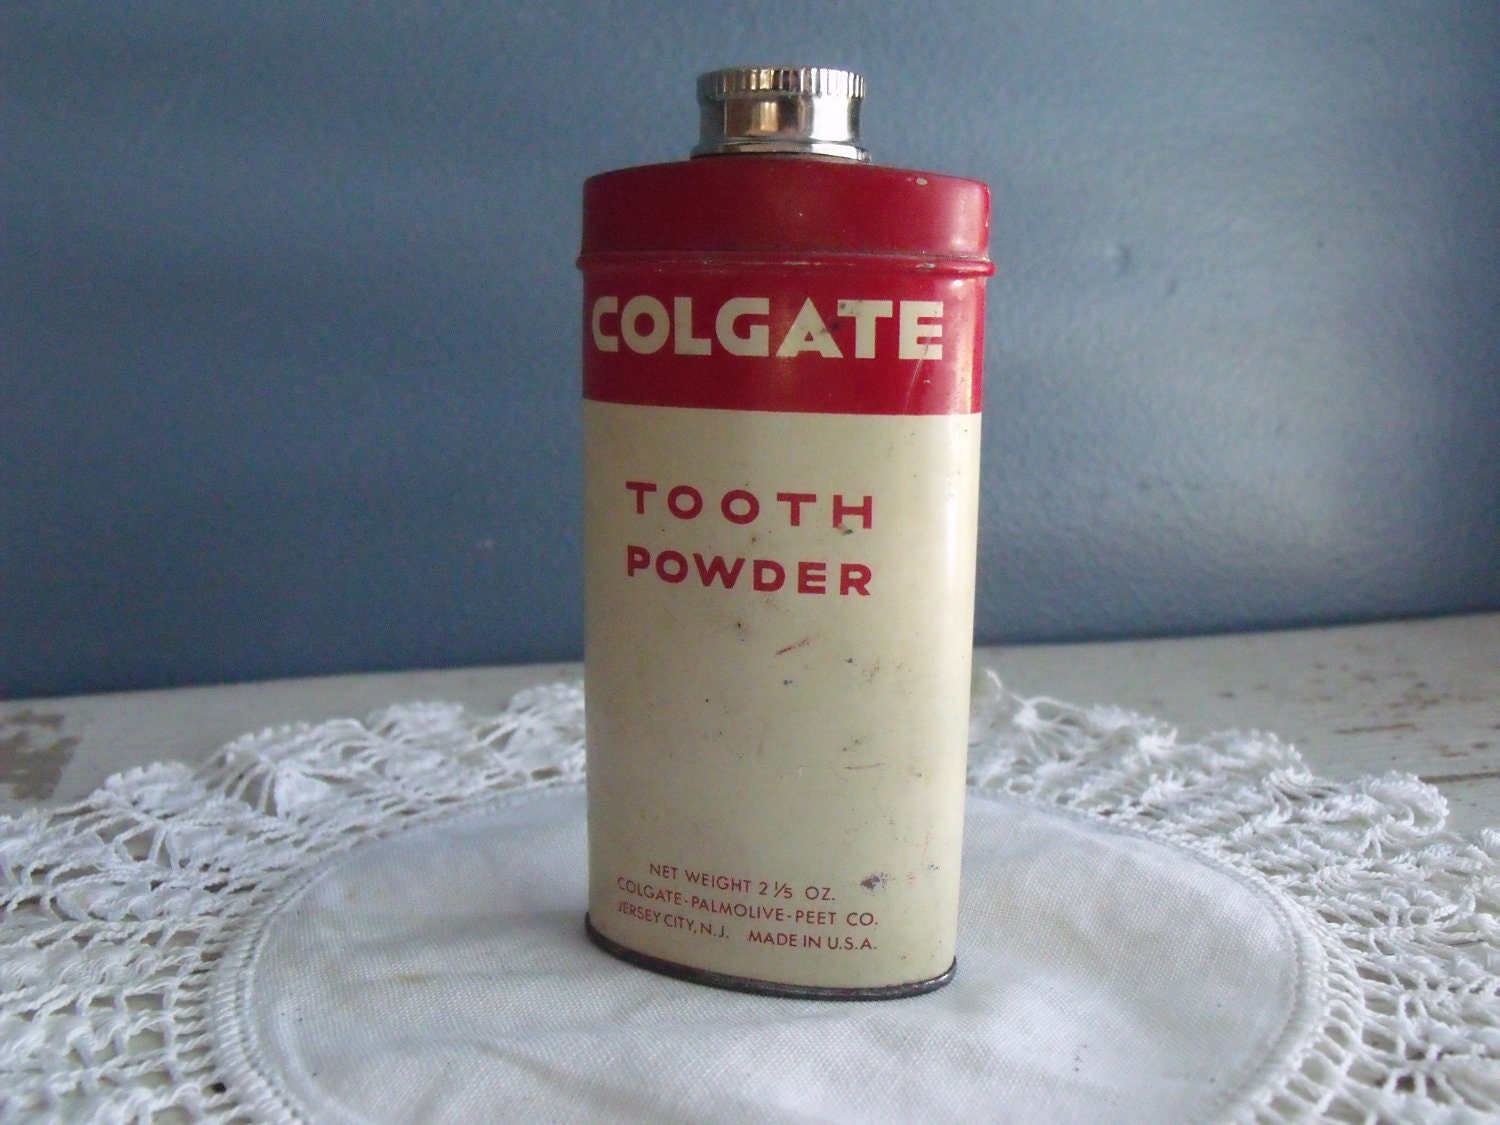 COLGATE
TOOTH
POWDER
NET WEIGHT 2 1/5 OZ.
COLGATE-PALMOLIVE-PEET CO.
JERSEY CITY, N.J. MADE IN U.S.A.